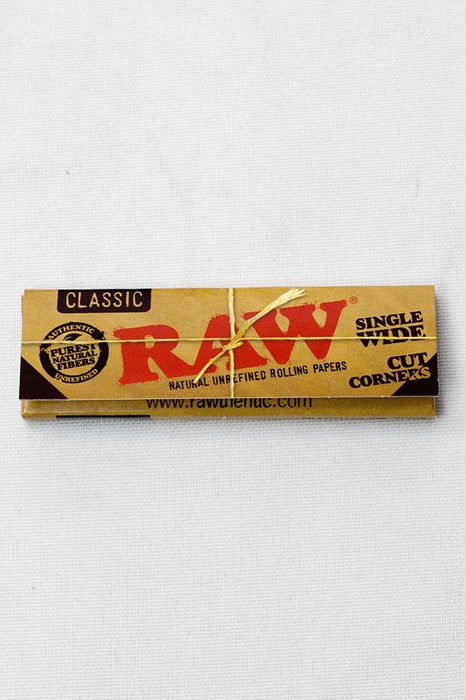 CLASSIC
AUTHENTIC
PUREST
NATURAL
FIBERS
UNREFINED
RAW®
NATURAL UNREFINED ROLLING PAPERS
SINGLE
WIDE
CUT
CORNERS